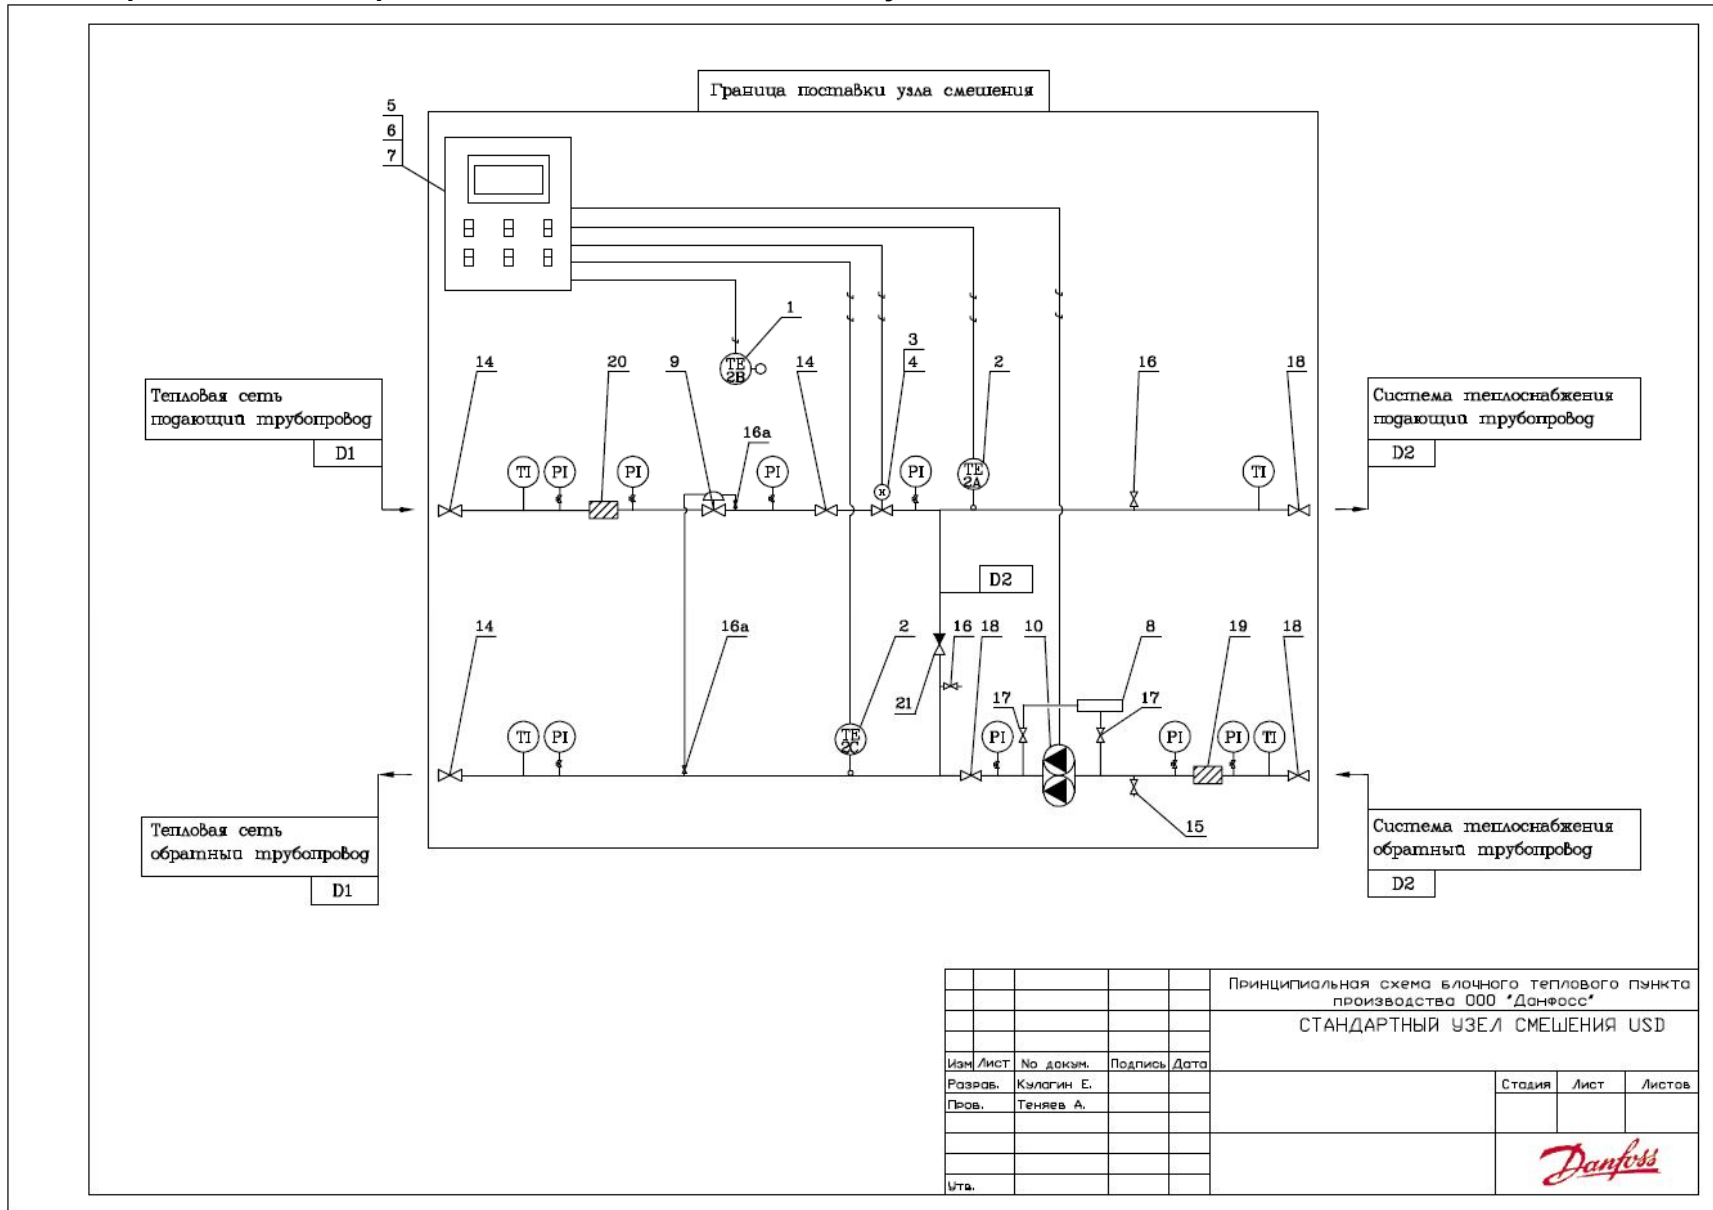 Граница поставки узла смешения
5
6
7
1
3
4
14
20
9
14
2
16
18
TE
2B
Тепловая сеть
подающий трубопровод
D1
Система теплоснабжения
подающий трубопровод
D2
16a
TI
PI
PI
PI
PI
TE
2A
TI
D2
14
16a
2
16
18
10
8
19
18
21
17
17
TI
PI
TE
2C
PI
PI
PI
TI
15
Тепловая сеть
обратный трубопровод
D1
Система теплоснабжения
обратный трубопровод
D2
Принципиальная схема блочного теплового пункта
производства ООО "Данфосс"
СТАНДАРТНЫЙ УЗЕЛ СМЕШЕНИЯ USD
Изм Лист No докум. Подпись Дата
Разраб. Кулагин Е.
Стадия Лист Листов
Пров. Теняев А.
Утв.
Danfoss